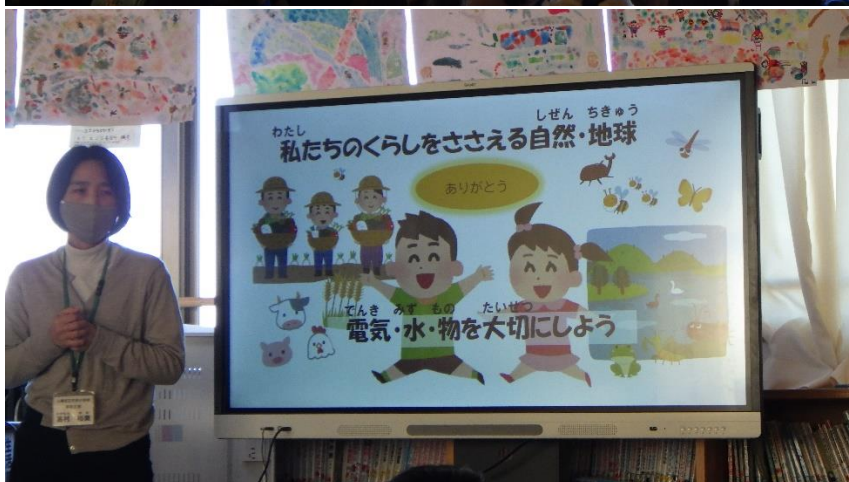 わたし
しぜん ちきゅう
私たちのくらしをささえる自然・地球
ありがとう
でんき みず もの たいせつ
電気・水・物を大切にしよう